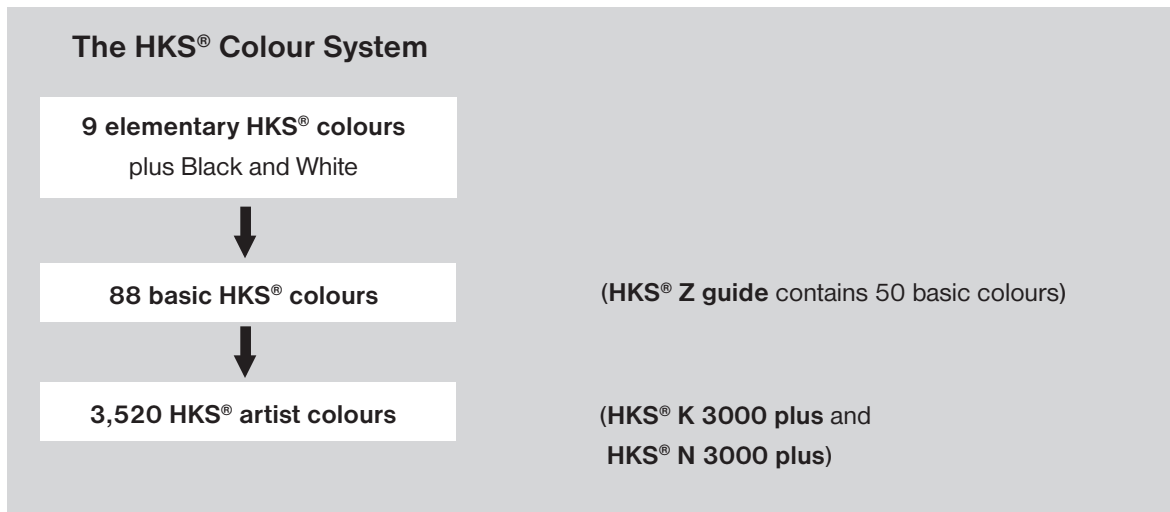 The HKS® Colour System
9 elementary HKS® colours
plus Black and White
88 basic HKS® colours
(HKS® Z guide contains 50 basic colours)
3,520 HKS® artist colours
(HKS® K 3000 plus and
HKS® N 3000 plus)